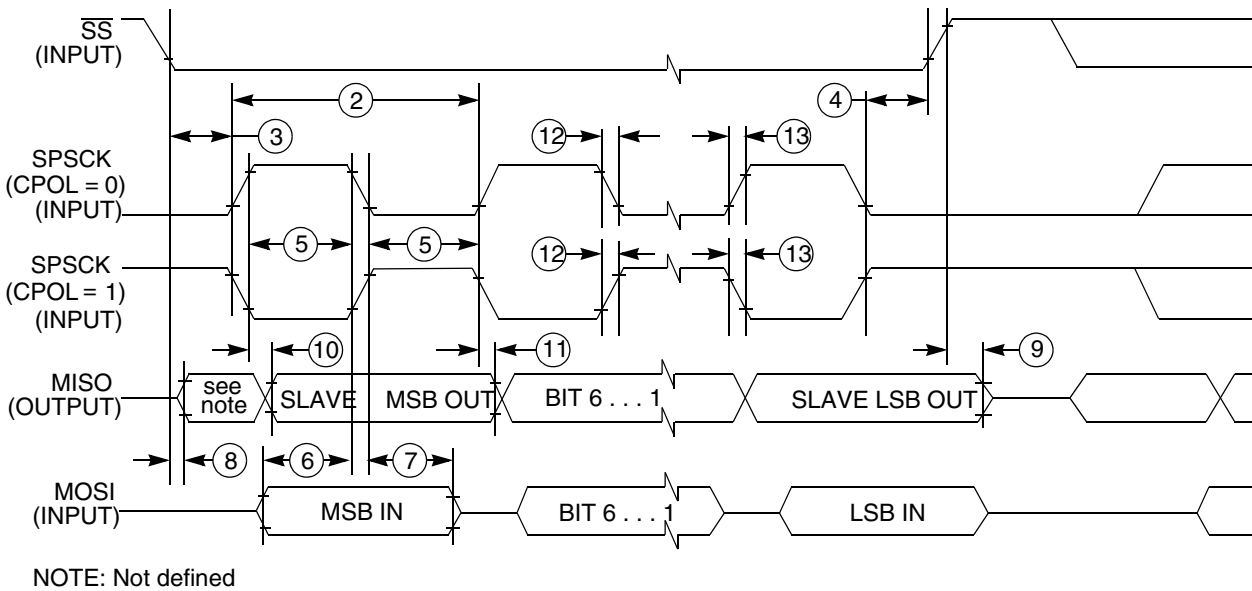 SS
(INPUT)
2
4
3
12
13
SPSCK
(CPOL = 0)
(INPUT)
5
5
12
13
SPSCK
(CPOL = 1)
(INPUT)
10
11
9
MISO
(OUTPUT)
see
note
SLAVE
MSB OUT
BIT 6 . . . 1
SLAVE LSB OUT
8
6
7
MOSI
(INPUT)
MSB IN
BIT 6 . . . 1
LSB IN
NOTE: Not defined